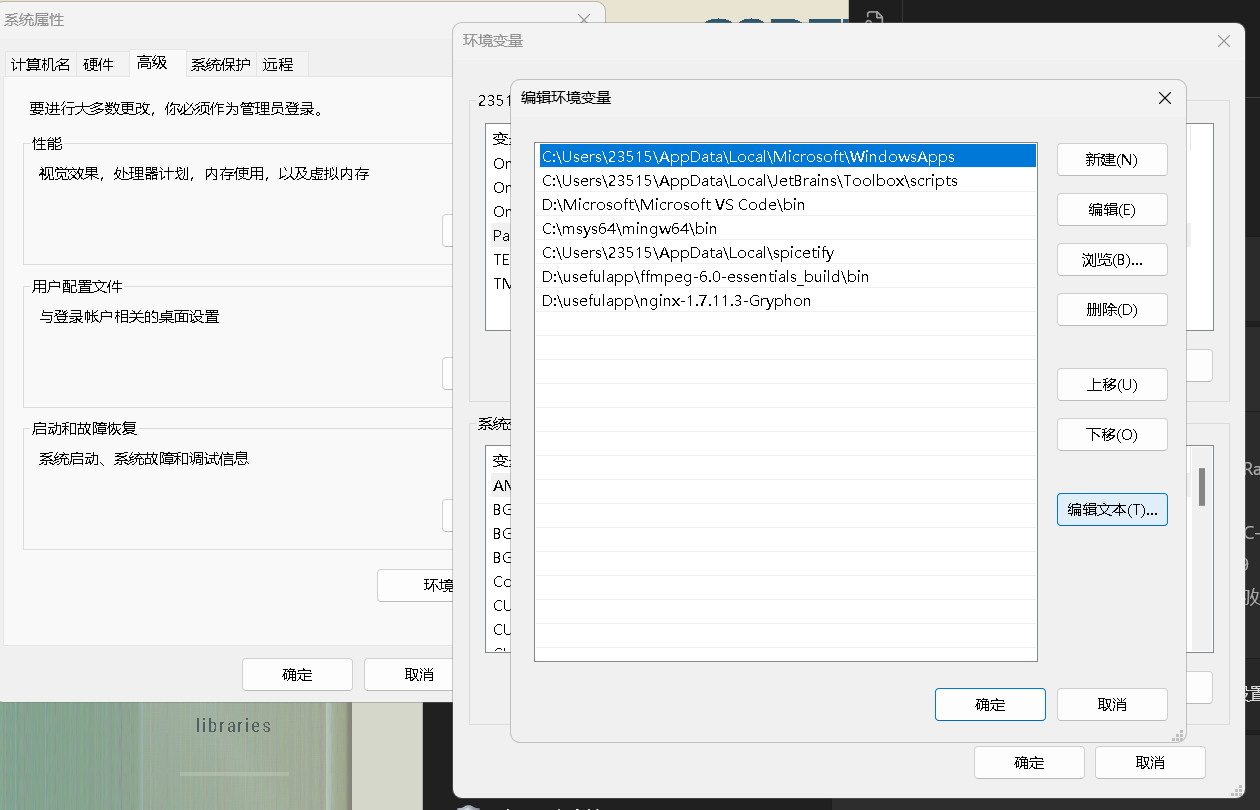 系统属性
计算机名
硬件
高级
系统保护
远程
要进行大多数更改，你必须作为管理员登录。
性能
视觉效果，处理器计划，内存使用，以及虚拟内存
用户配置文件
与登录帐户相关的桌面设置
启动和故障恢复
系统启动、系统故障和调试信息
环境
确定
取消
libraries
环境变量
2351
变
On
On
On
Pa
TE
TM
系统
变
AN
BG
BG
BG
Co
CU
CU
编辑环境变量
C:\Users\23515\AppData\Local\Microsoft\WindowsApps
C:\Users\23515\AppData\Local\JetBrains\Toolbox\scripts
D:\Microsoft\Microsoft VS Code\bin
C:\msys64\mingw64\bin
C:\Users\23515\AppData\Local\spicetify
D:\usefulapp\ffmpeg-6.0-essentials_build\bin
D:\usefulapp\nginx-1.7.11.3-Gryphon
新建(N)
编辑(E)
浏览(B)...
删除(D)
上移(U)
下移(O)
编辑文本(T)...
确定
取消
确定
取消
Ra
C-